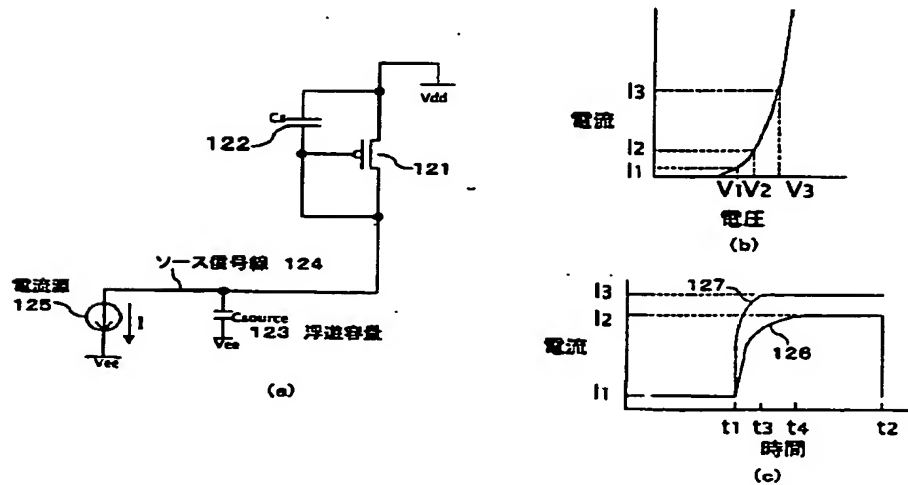 Vdd
Cs
122
121
ソース信号線 124
電流源
125
I
Csource
123 浮遊容量
Vee
(a)
I3
電流
I2
I1
V1 V2 V3
電圧
(b)
127
I3
I2
電流
126
I1
t1 t3 t4 t2
時間
(c)